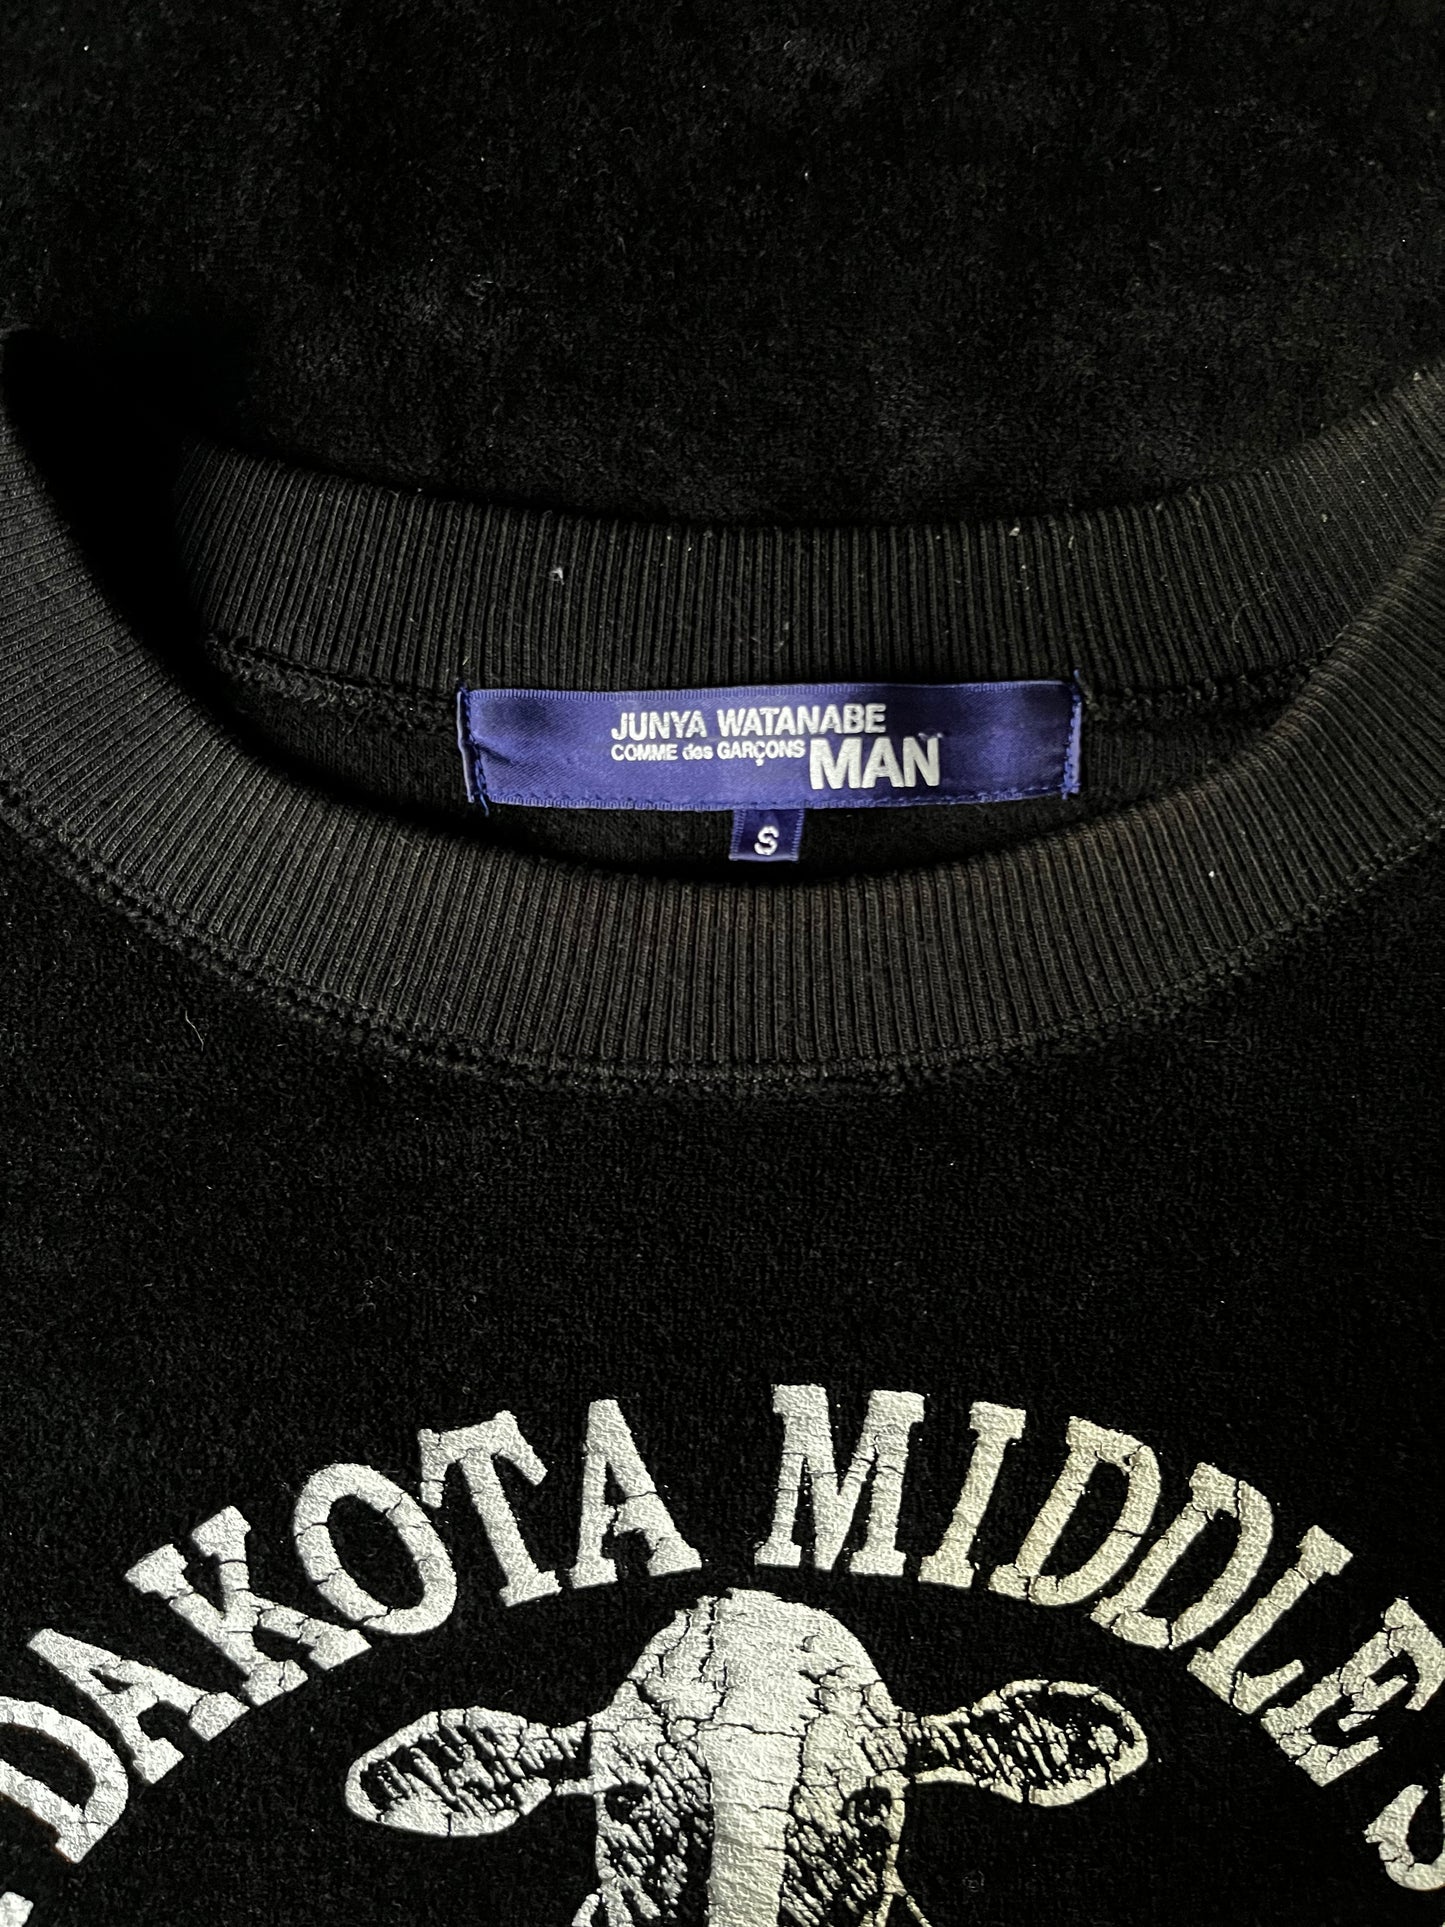 JUNYA WATANABE
COMME des GARÇONS MAN
S
DAKOTA MIDDLE